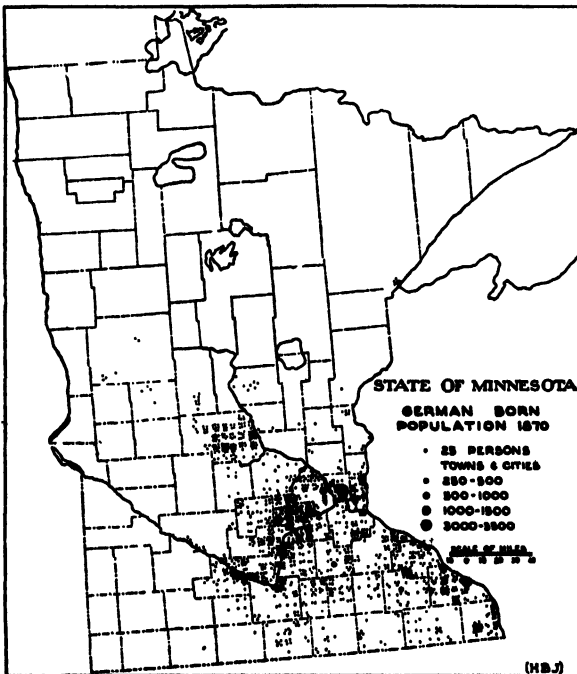 STATE OF MINNESOTA
GERMAN BORN
POPULATION 1870
25 PERSONS
TOWNS & CITIES
250-500
500-1000
1000-1500
3000-3500
SCALE OF MILES
(HBJ)